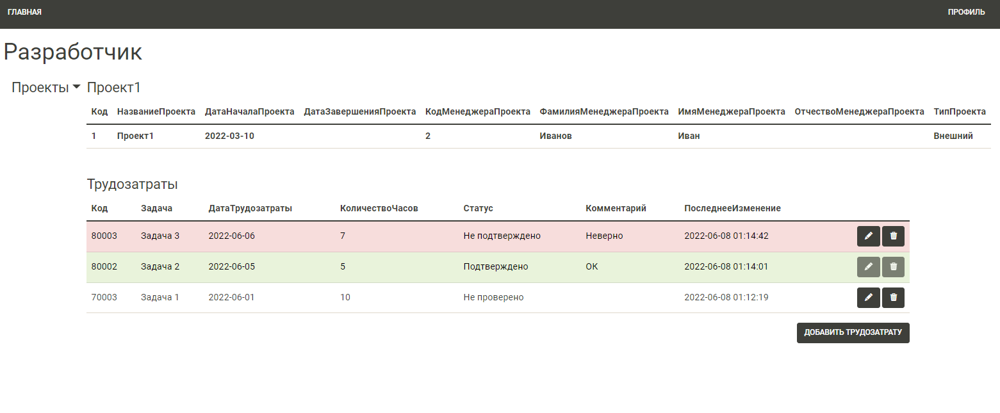 ГЛАВНАЯ ПРОФИЛЬ
Разработчик
Проекты Проект1
Код НазваниеПроекта ДатаНачалаПроекта ДатаЗавершенияПроекта КодМенеджераПроекта ФамилияМенеджераПроекта ИмяМенеджераПроекта ОтчествоМенеджераПроекта ТипПроекта
1 Проект1 2022-03-10 2 Иванов Иван Внешний
Трудозатраты
Код Задача ДатаТрудозатраты КоличествоЧасов Статус Комментарий ПоследнееИзменение
80003 Задача 3 2022-06-06 7 Не подтверждено Неверно 2022-06-08 01:14:42
80002 Задача 2 2022-06-05 5 Подтверждено ОК 2022-06-08 01:14:01
70003 Задача 1 2022-06-01 10 Не проверено 2022-06-08 01:12:19
ДОБАВИТЬ ТРУДОЗАТРАТУ